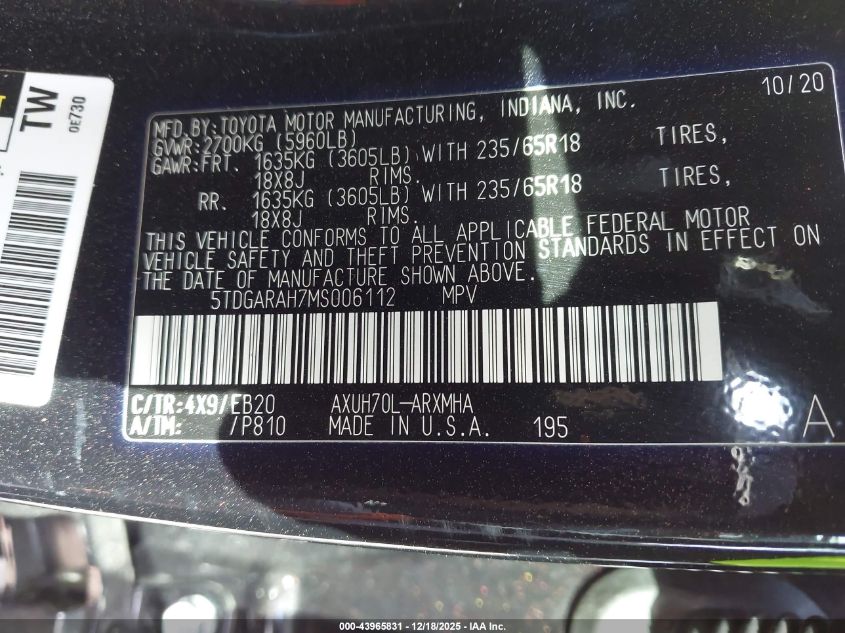 10/20
MFD.BY:TOYOTA MOTOR MANUFACTURING, INDIANA, INC.
GVWR:2700KG (5960LB)
GAWR:FRT. 1635KG (3605LB) WITH 235/65R18 TIRES,
18X8J RIMS.
RR. 1635KG (3605LB) WITH 235/65R18 TIRES,
18X8J RIMS.
THIS VEHICLE CONFORMS TO ALL APPLICABLE FEDERAL MOTOR
VEHICLE SAFETY AND THEFT PREVENTION STANDARDS IN EFFECT ON
THE DATE OF MANUFACTURE SHOWN ABOVE.
5TDGARAH7MS006112 MPV
C/TR:4X9/EB20 AXUH70L-ARXMHA
A/TM: /P810 MADE IN U.S.A. 195
A
TW
0E730
000-43965831 - 12/18/2025 - IAA Inc.